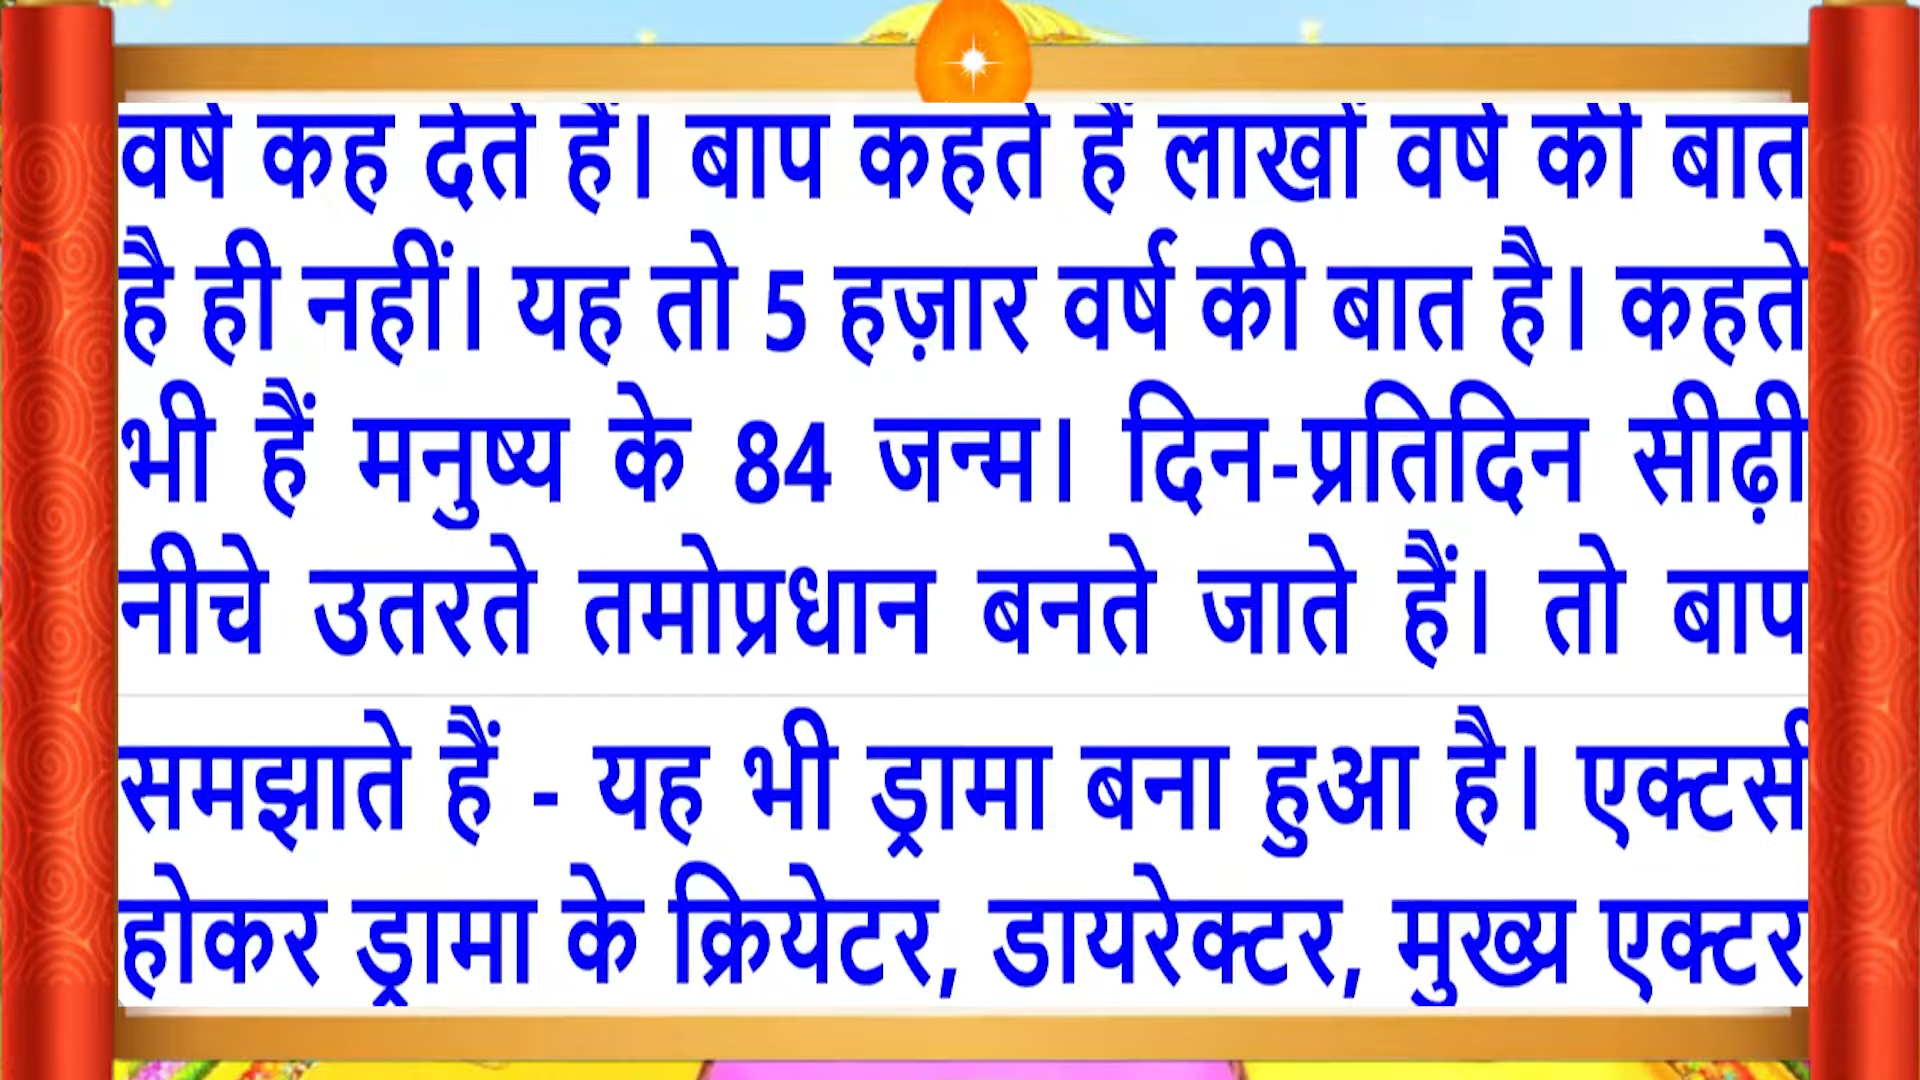 वर्ष कह देते हैं। बाप कहते हैं लाखों वर्ष की बात
है ही नहीं। यह तो 5 हज़ार वर्ष की बात है। कहते
भी हैं मनुष्य के 84 जन्म। दिन-प्रतिदिन सीढ़ी
नीचे उतरते तमोप्रधान बनते जाते हैं। तो बाप
समझाते हैं - यह भी ड्रामा बना हुआ है। एक्टर्स
होकर ड्रामा के क्रियेटर, डायरेक्टर, मुख्य एक्टर